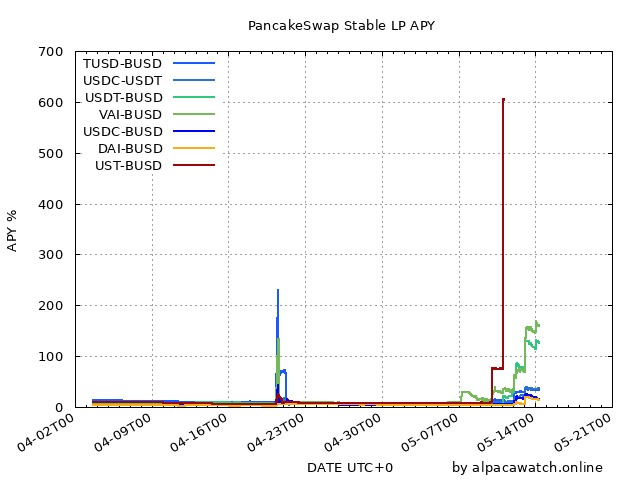 PancakeSwap Stable LP APY
700
600
500
400
300
200
100
0
APY %
TUSD-BUSD
USDC-USDT
USDT-BUSD
VAI-BUSD
USDC-BUSD
DAI-BUSD
UST-BUSD
04-02T00
04-09T00
04-16T00
04-23T00
04-30T00
05-07T00
05-14T00
05-21T00
DATE UTC+0
by alpacawatch.online